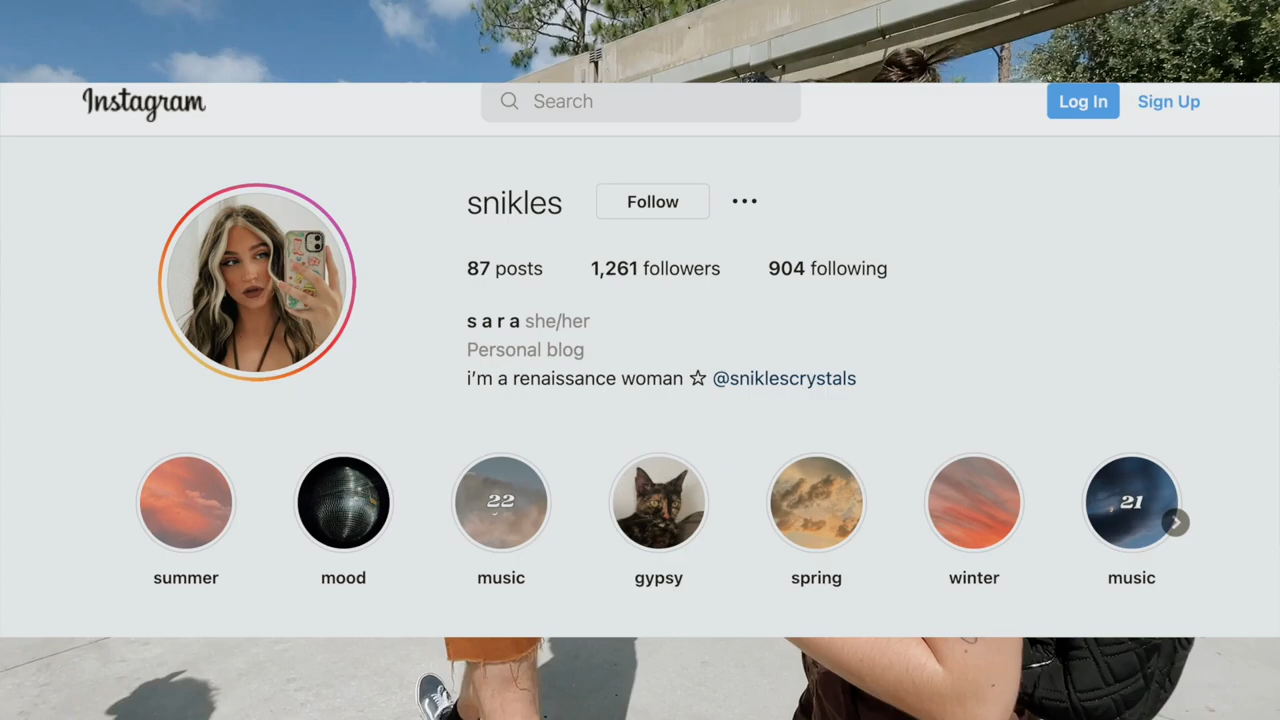 Instagram
Search
Log In
Sign Up
snikles
Follow
87 posts
1,261 followers
904 following
s a r a she/her
Personal blog
i'm a renaissance woman ☆ @sniklescrystals
22
21
summer
mood
music
gypsy
spring
winter
music